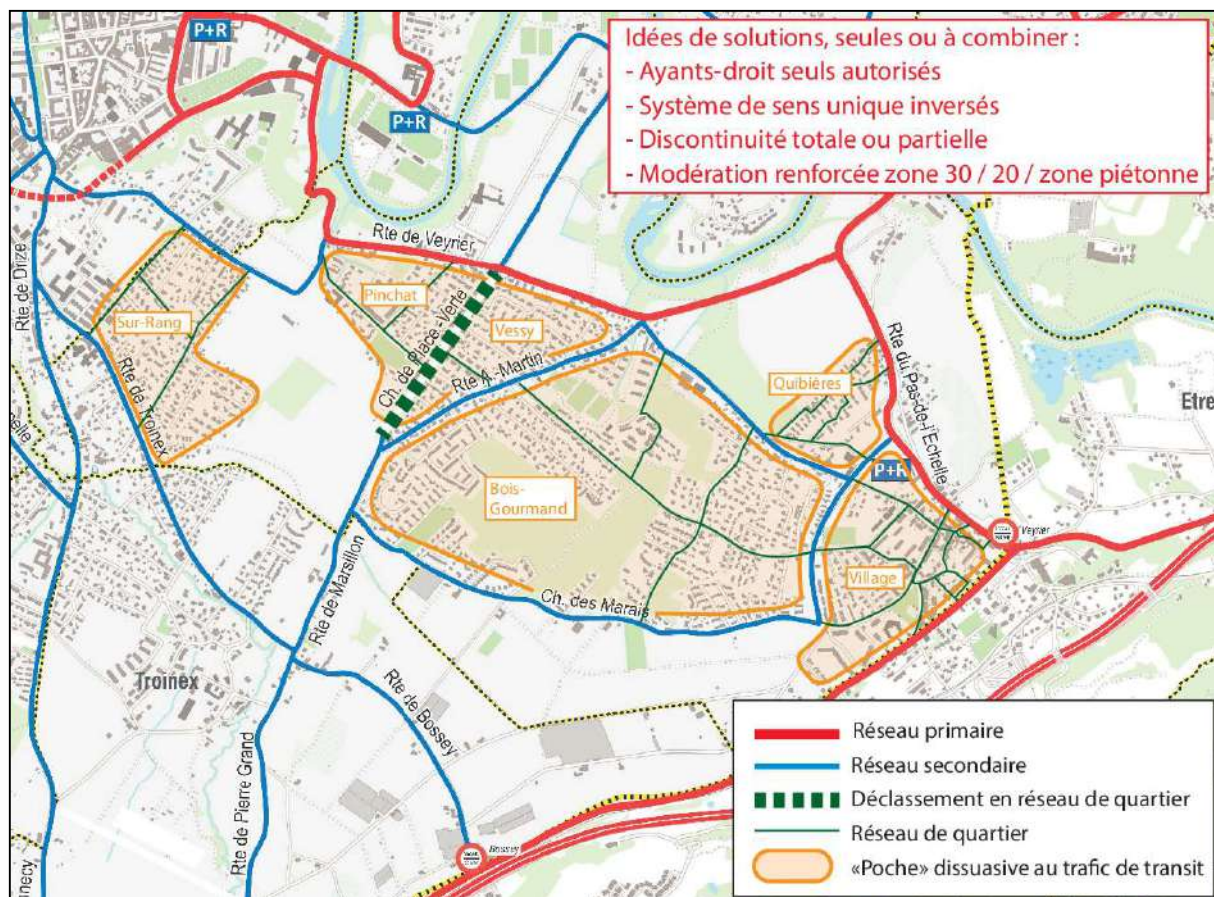 P+R
P+R
Idées de solutions, seules ou à combiner :
- Ayants-droit seuls autorisés
- Système de sens unique inversés
- Discontinuité totale ou partielle
- Modération renforcée zone 30 / 20 / zone piétonne
Rte de Drize
Rte de Veyrier
Pinchat
Sur-Rang
Vessy
Ch. de Place-Verte
Rte A.-Martin
Rte de Troinex
Quibières
Rte du Pas-de-l'Echelle
Etre
elle
P+R
Bois-
Gourmand
Veyrier
Village
Rte de Marsillon
Ch. des Marais
Troinex
Rte de Bossey
Rte de Pierre Grand
Bossey
Réseau primaire
Réseau secondaire
Déclassement en réseau de quartier
Réseau de quartier
«Poche» dissuasive au trafic de transit